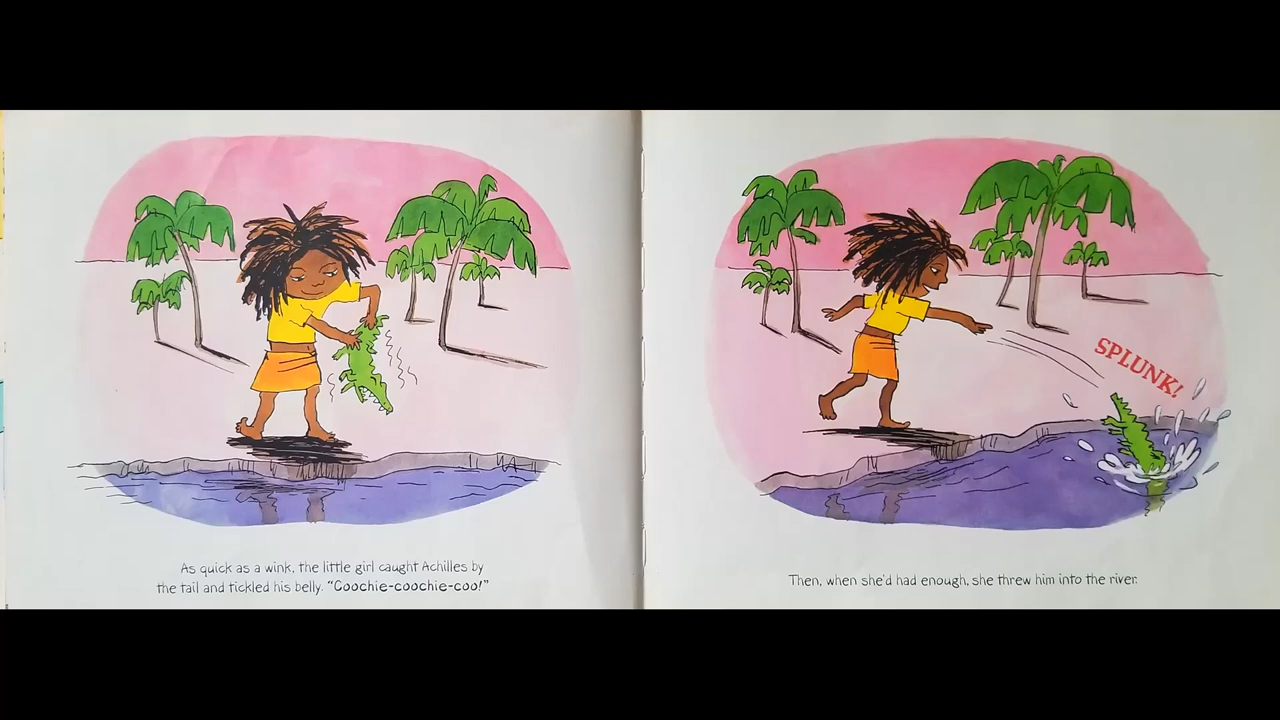 As quick as a wink, the little girl caught Achilles by
the tail and tickled his belly. “Coochie-coochie-coo!”
SPLUNK!
Then, when she'd had enough, she threw him into the river.